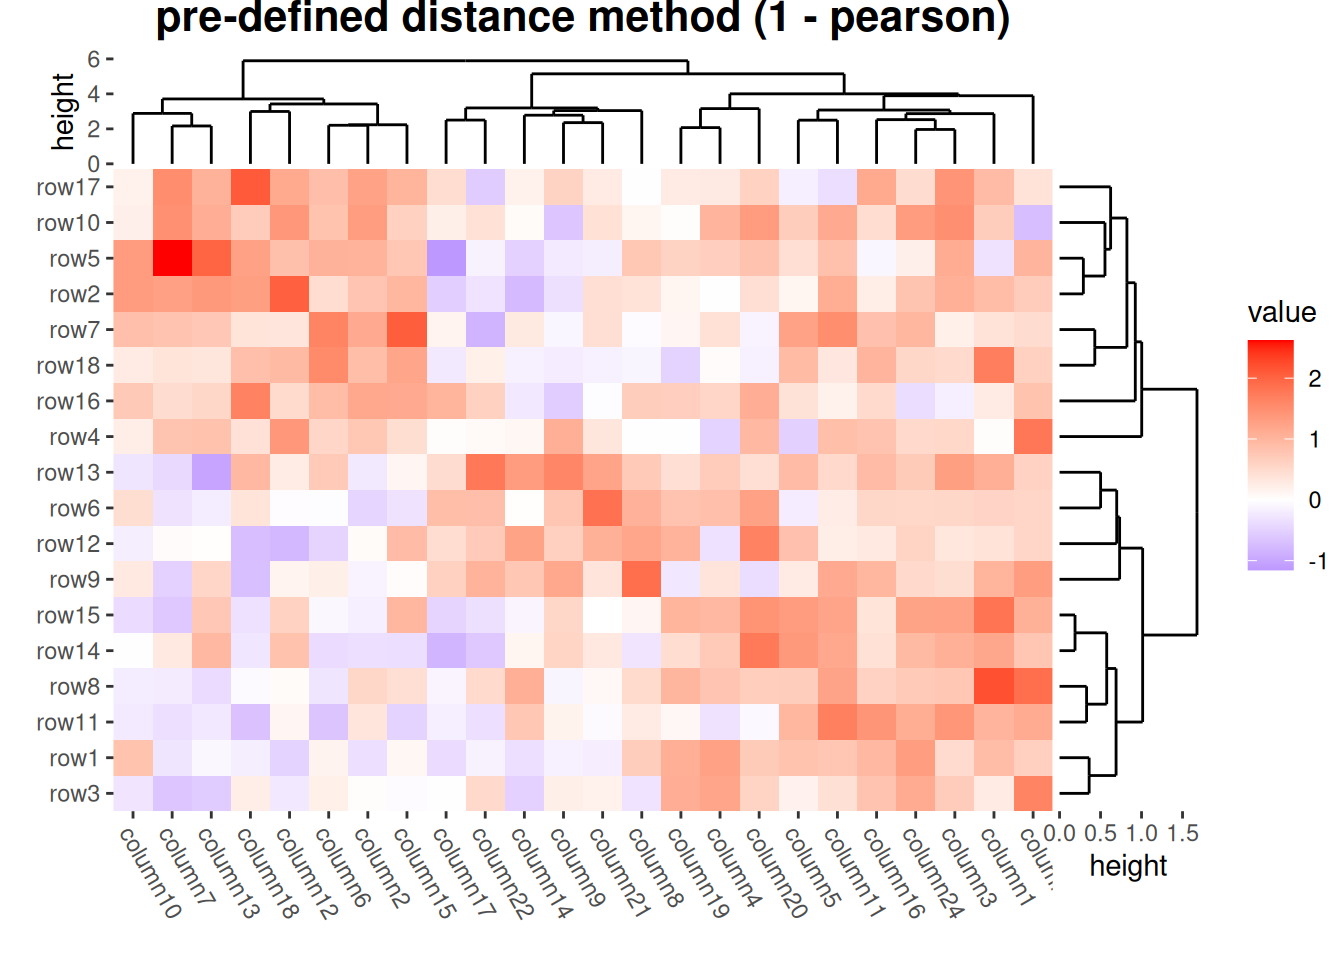 pre-defined distance method (1 - pearson)
height
6
4
2
0
row17
row10
row5
row2
row7
row18
row16
row4
row13
row6
row12
row9
row15
row14
row8
row11
row1
row3
column10
column7
column13
column18
column12
column6
column2
column15
column17
column22
column14
column9
column21
column8
column19
column4
column20
column5
column11
column16
column24
column3
column1
0.0 0.5 1.0 1.5
height
value
2
1
0
-1